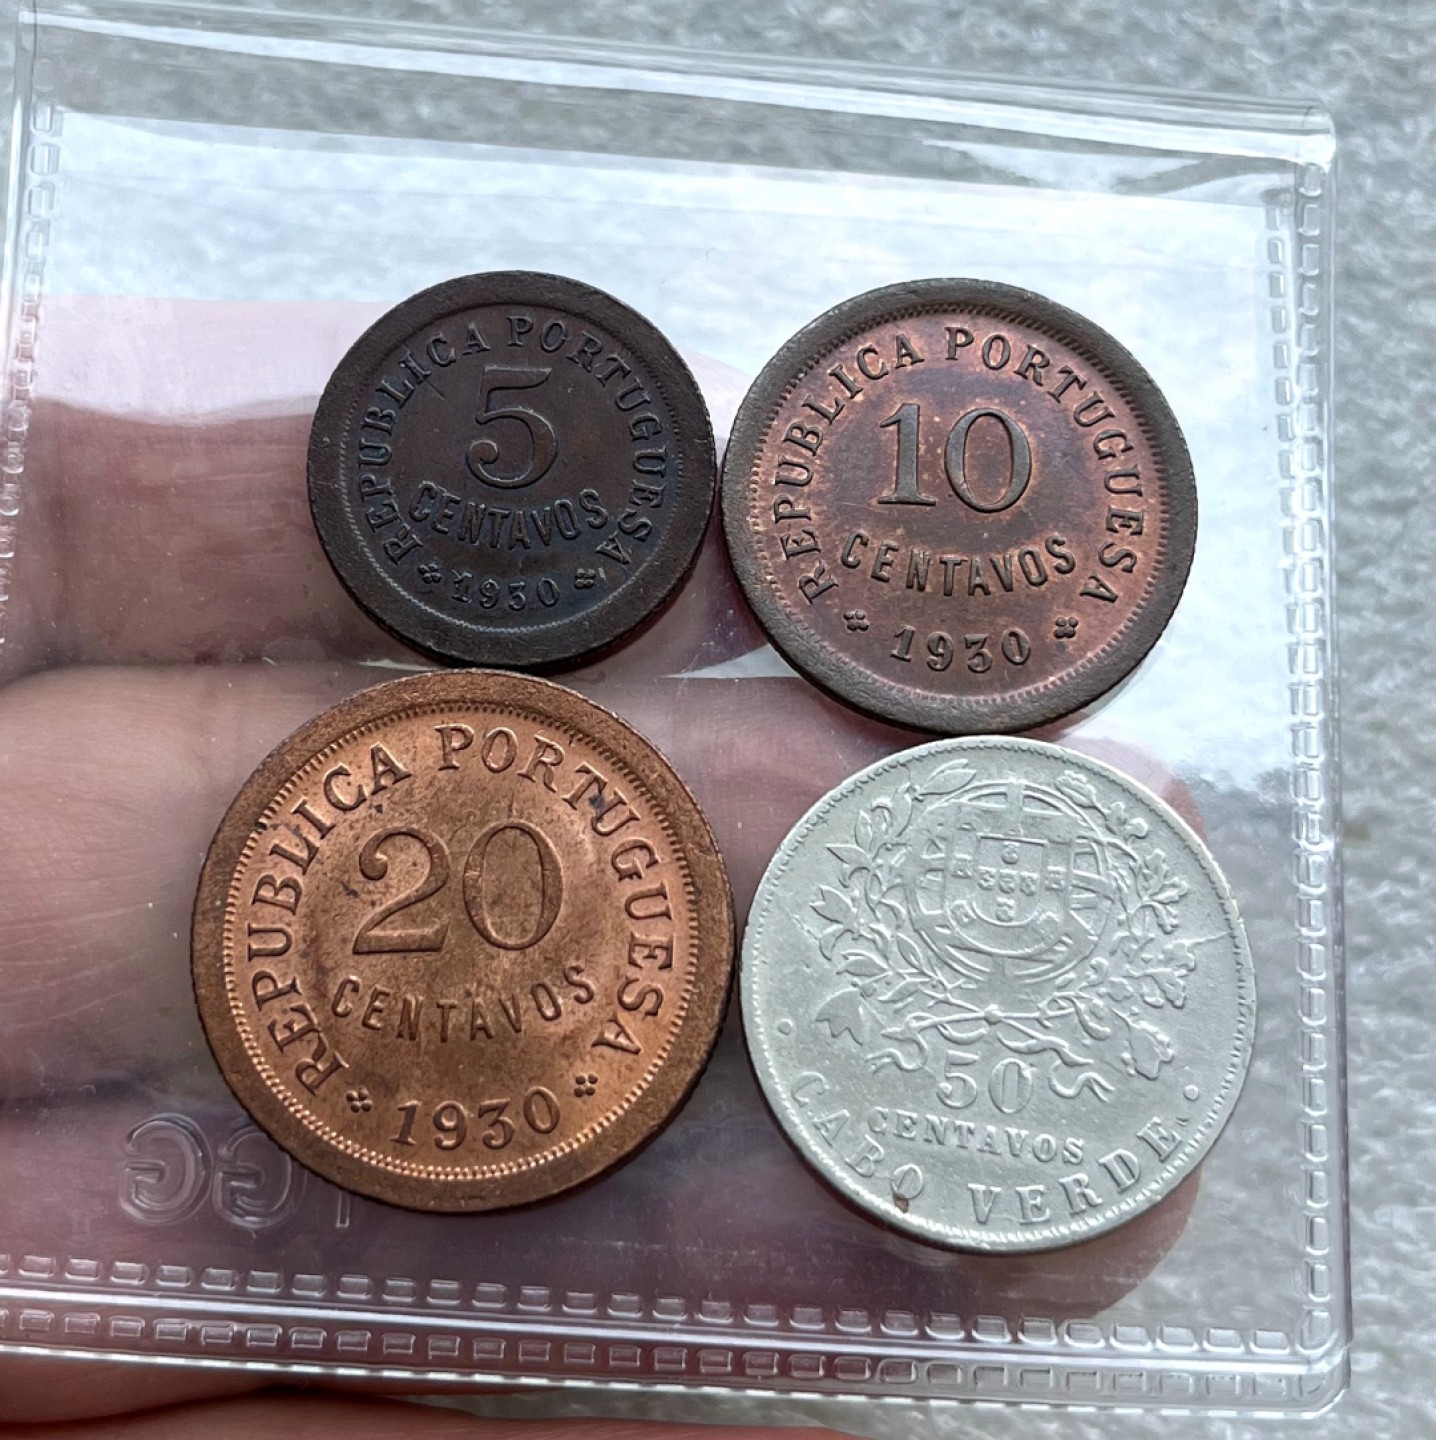 REPUBLICA PORTUGUESA
5
CENTAVOS
1930
REPUBLICA PORTUGUESA
10
CENTAVOS
1930
REPUBLICA PORTUGUESA
20
CENTAVOS
1930
50
CENTAVOS
CABO VERDE